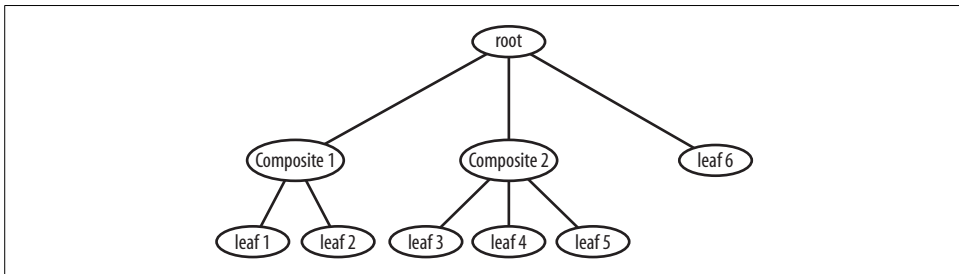 root
Composite 1
Composite 2
leaf 6
leaf 1
leaf 2
leaf 3
leaf 4
leaf 5